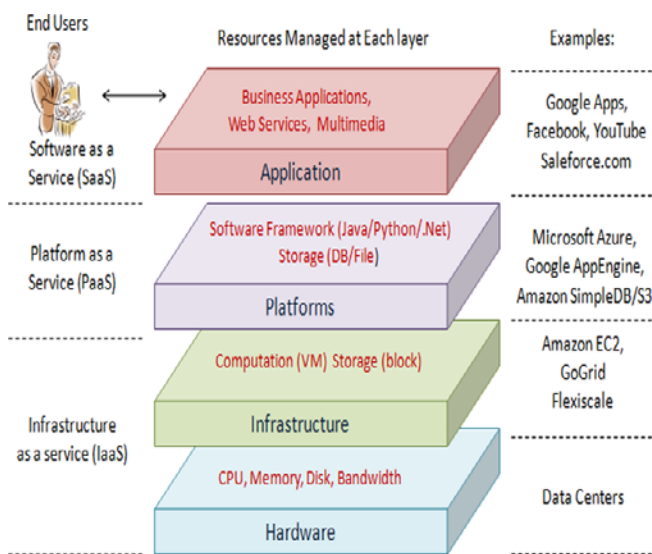 End Users
Resources Managed at Each layer
Examples:
Business Applications,
Web Services, Multimedia
Application
Google Apps,
Facebook, YouTube
Saleforce.com
Software as a
Service (SaaS)
Software Framework (Java/Python/.Net)
Storage (DB/File)
Platforms
Platform as a
Service (PaaS)
Microsoft Azure,
Google AppEngine,
Amazon SimpleDB/S3
Computation (VM) Storage (block)
Infrastructure
Amazon EC2,
GoGrid
Flexiscale
Infrastructure
as a service (IaaS)
CPU, Memory, Disk, Bandwidth
Hardware
Data Centers